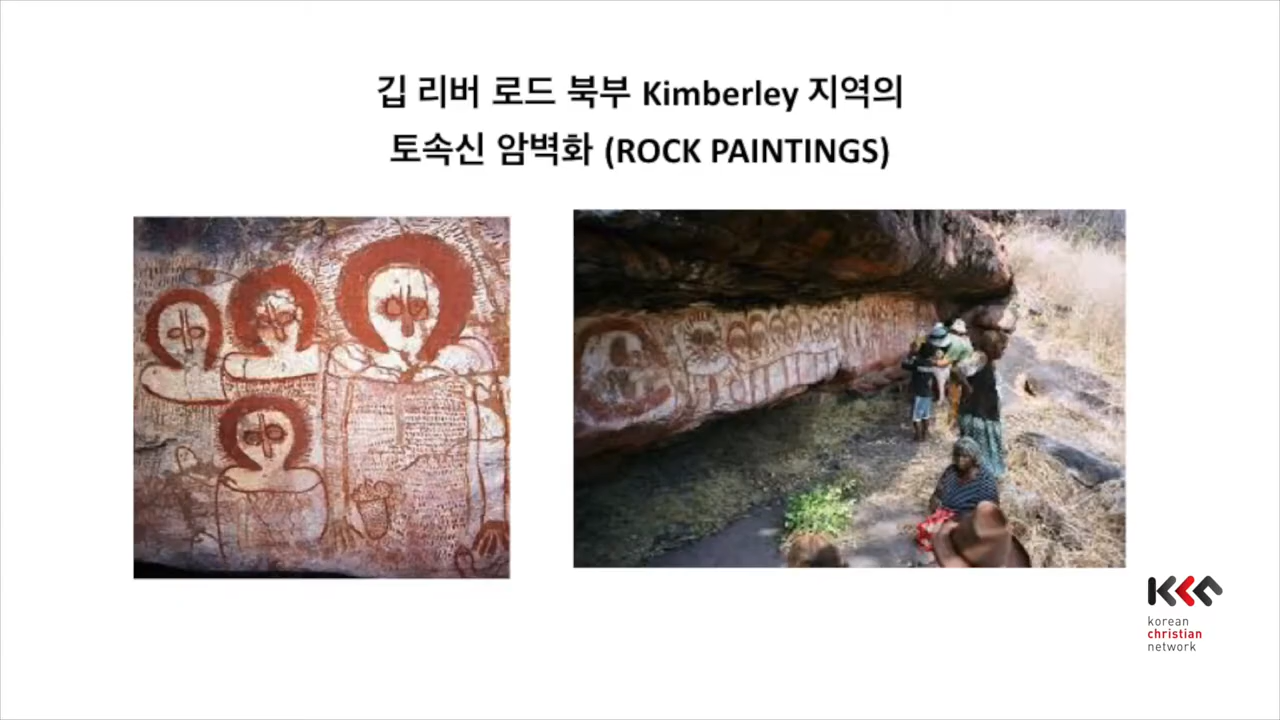 깁 리버 로드 북부 Kimberley 지역의
토속신 암벽화 (ROCK PAINTINGS)
korean
christian
network